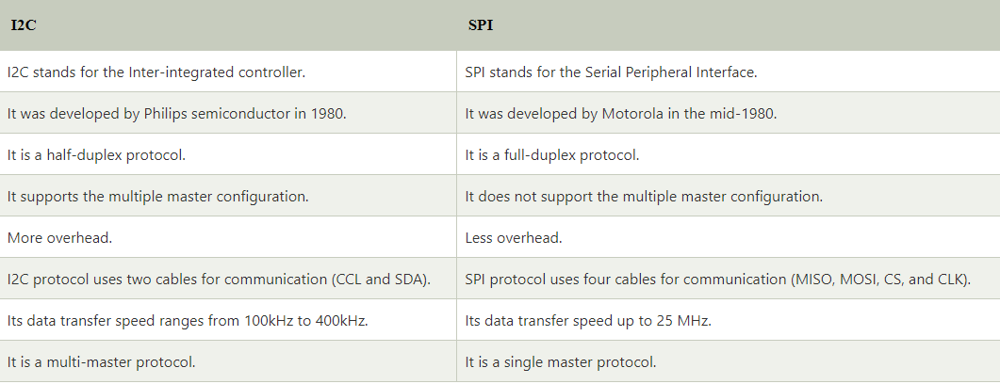 I2C SPI
I2C stands for the Inter-integrated controller. SPI stands for the Serial Peripheral Interface.
It was developed by Philips semiconductor in 1980. It was developed by Motorola in the mid-1980.
It is a half-duplex protocol. It is a full-duplex protocol.
It supports the multiple master configuration. It does not support the multiple master configuration.
More overhead. Less overhead.
I2C protocol uses two cables for communication (CCL and SDA). SPI protocol uses four cables for communication (MISO, MOSI, CS, and CLK).
Its data transfer speed ranges from 100kHz to 400kHz. Its data transfer speed up to 25 MHz.
It is a multi-master protocol. It is a single master protocol.